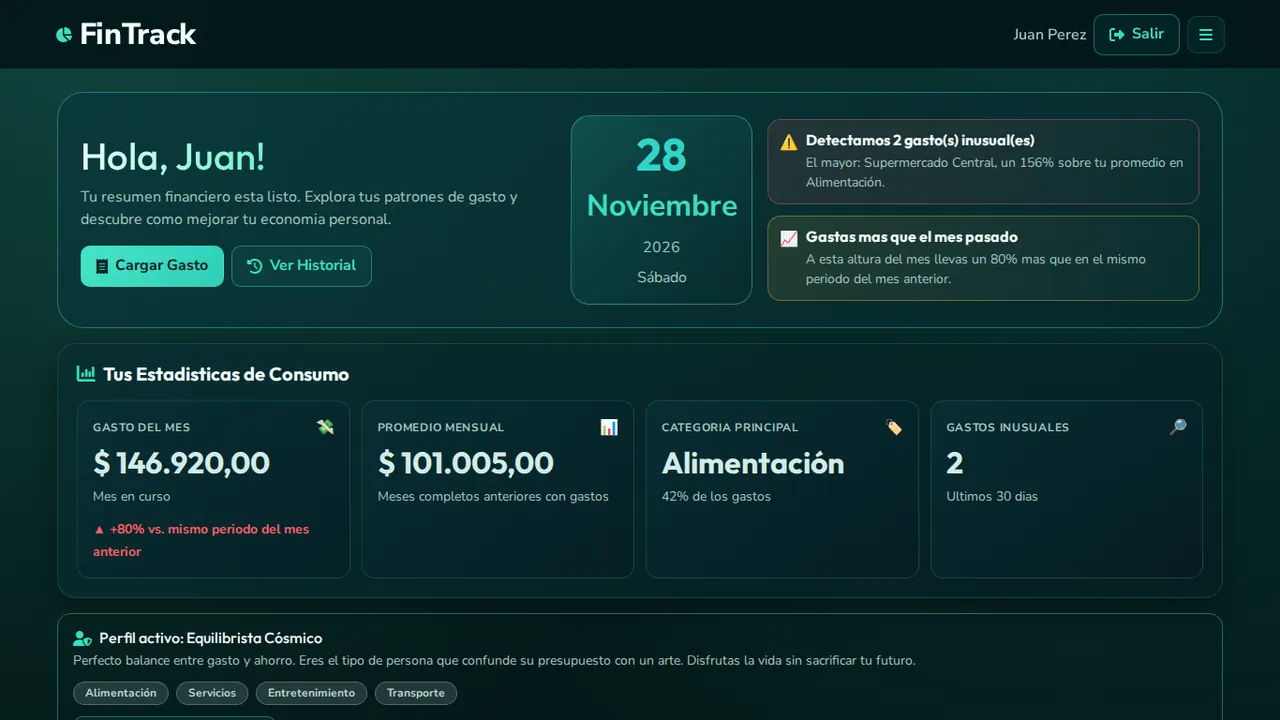 FinTrack
Juan Perez
Salir
Hola, Juan!
Tu resumen financiero esta listo. Explora tus patrones de gasto y
descubre como mejorar tu economia personal.
Cargar Gasto
Ver Historial
28
Noviembre
2026
Sábado
Detectamos 2 gasto(s) inusual(es)
El mayor: Supermercado Central, un 156% sobre tu promedio en
Alimentación.
Gastas mas que el mes pasado
A esta altura del mes llevas un 80% mas que en el mismo
periodo del mes anterior.
Tus Estadisticas de Consumo
GASTO DEL MES
$ 146.920,00
Mes en curso
▲ +80% vs. mismo periodo del mes
anterior
PROMEDIO MENSUAL
$ 101.005,00
Meses completos anteriores con gastos
CATEGORIA PRINCIPAL
Alimentación
42% de los gastos
GASTOS INUSUALES
2
Ultimos 30 dias
Perfil activo: Equilibrista Cósmico
Perfecto balance entre gasto y ahorro. Eres el tipo de persona que confunde su presupuesto con un arte. Disfrutas la vida sin sacrificar tu futuro.
Alimentación
Servicios
Entretenimiento
Transporte